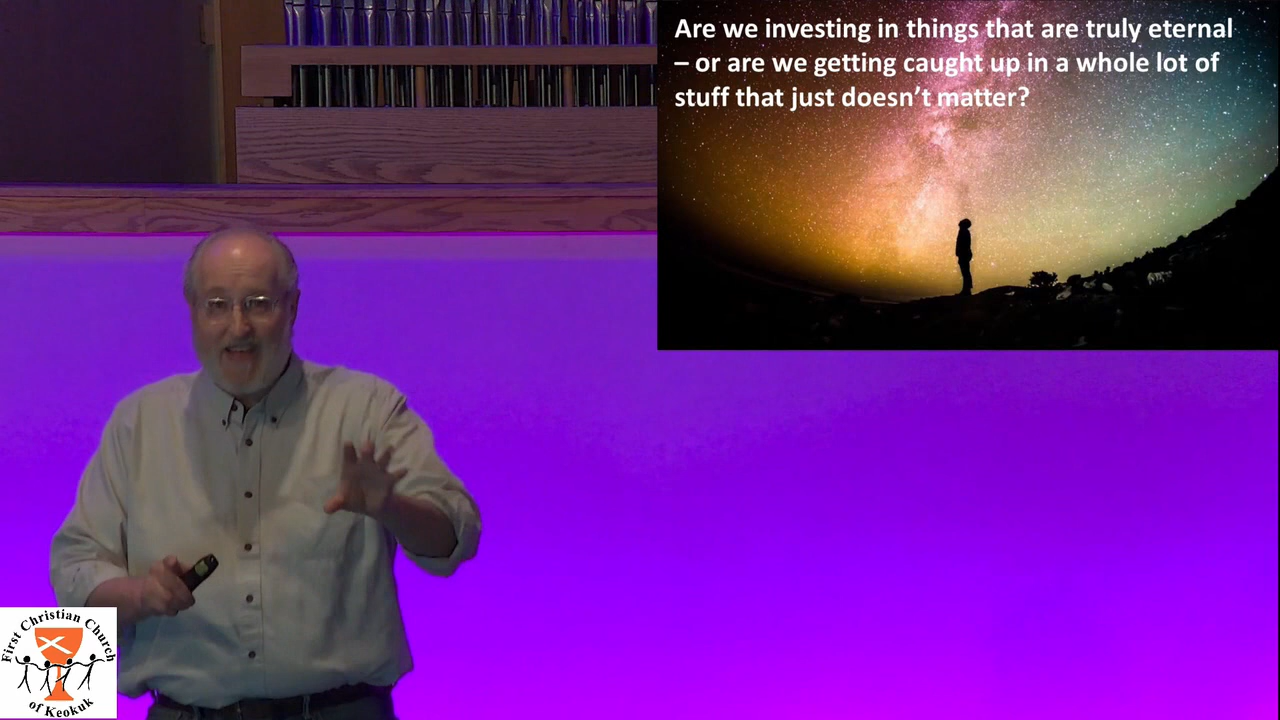 Are we investing in things that are truly eternal
– or are we getting caught up in a whole lot of
stuff that just doesn’t matter?
First Christian Church
of Keokuk